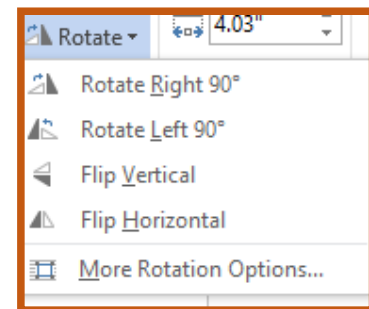 Rotate 4.03"
Rotate Right 90°
Rotate Left 90°
Flip Vertical
Flip Horizontal
More Rotation Options...